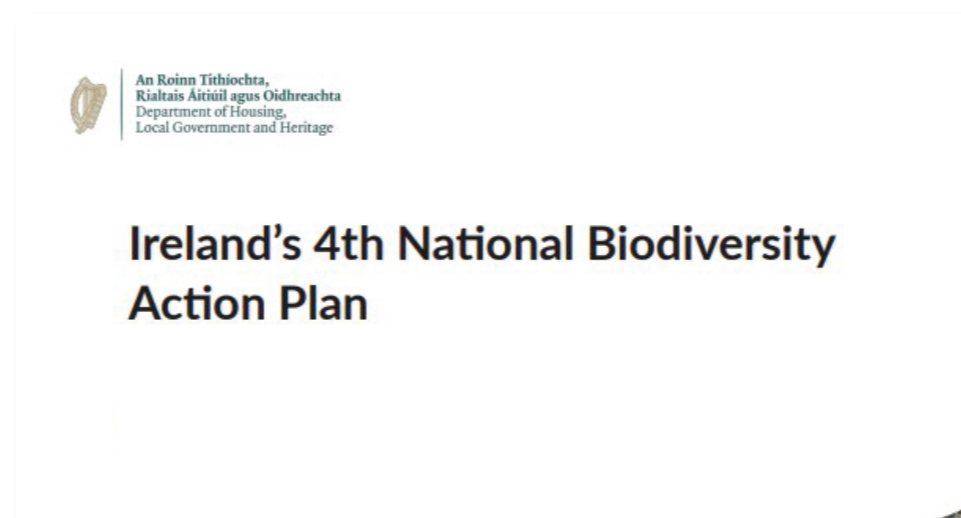 An Roinn Tithíochta,
Rialtais Áitiúil agus Oidhreachta
Department of Housing,
Local Government and Heritage
Ireland's 4th National Biodiversity
Action Plan